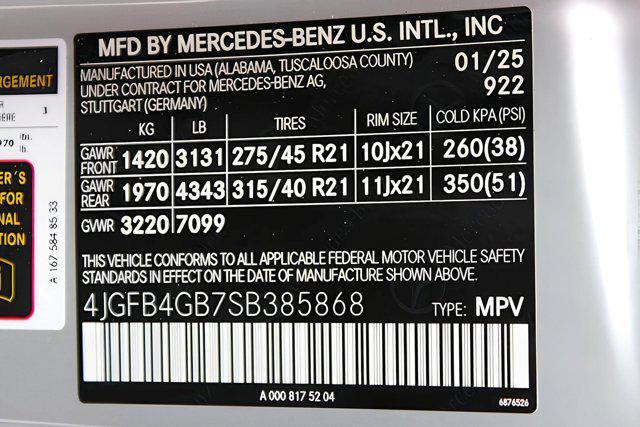 MFD BY MERCEDES-BENZ U.S. INTL., INC
MANUFACTURED IN USA (ALABAMA, TUSCALOOSA COUNTY) 01/25
UNDER CONTRACT FOR MERCEDES-BENZ AG, 922
STUTTGART (GERMANY)
KG LB TIRES RIM SIZE COLD KPA (PSI)
GAWR FRONT 1420 3131 275/45 R21 10Jx21 260(38)
GAWR REAR 1970 4343 315/40 R21 11Jx21 350(51)
GVWR 3220 7099
THIS VEHICLE CONFORMS TO ALL APPLICABLE FEDERAL MOTOR VEHICLE SAFETY
STANDARDS IN EFFECT ON THE DATE OF MANUFACTURE SHOWN ABOVE.
4JGFB4GB7SB385868 TYPE: MPV
A 000 817 52 04
6876526
A 167 584 85 33